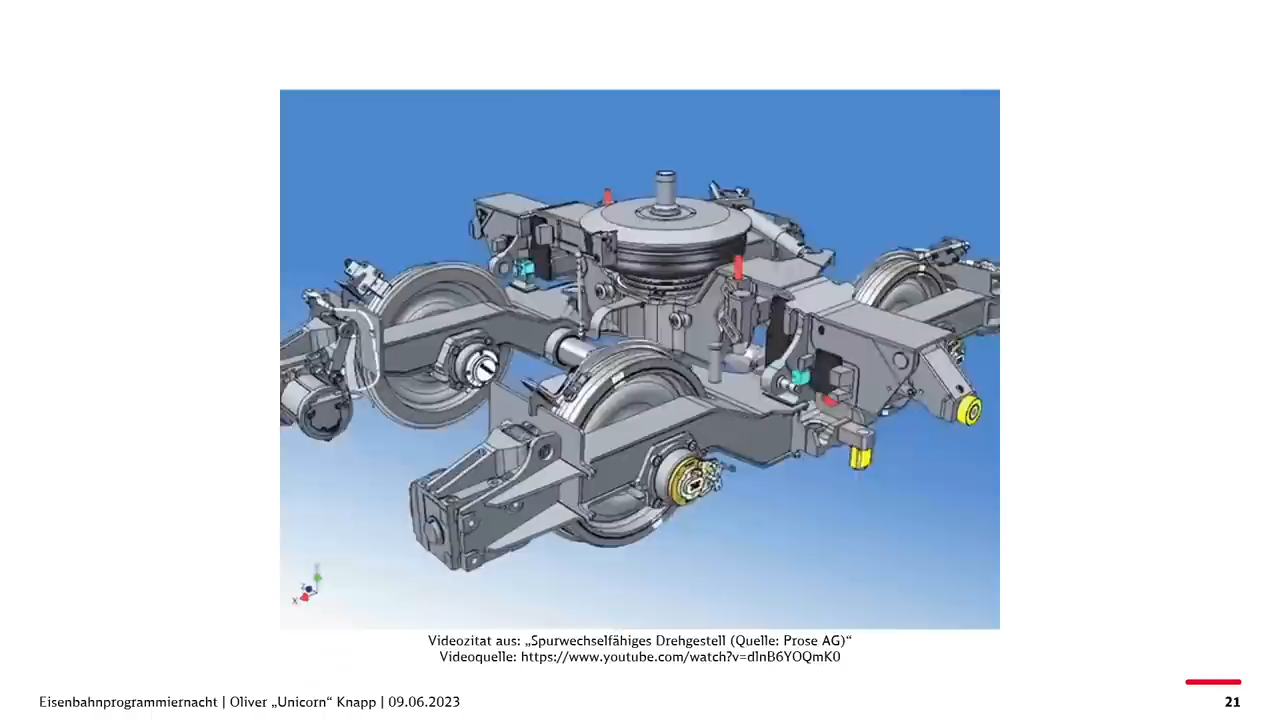 Videozitat aus: „Spurwechselfähiges Drehgestell (Quelle: Prose AG)“
Videoquelle: https://www.youtube.com/watch?v=dlnB6YOQmK0
Eisenbahnprogrammiernacht | Oliver „Unicorn“ Knapp | 09.06.2023
21